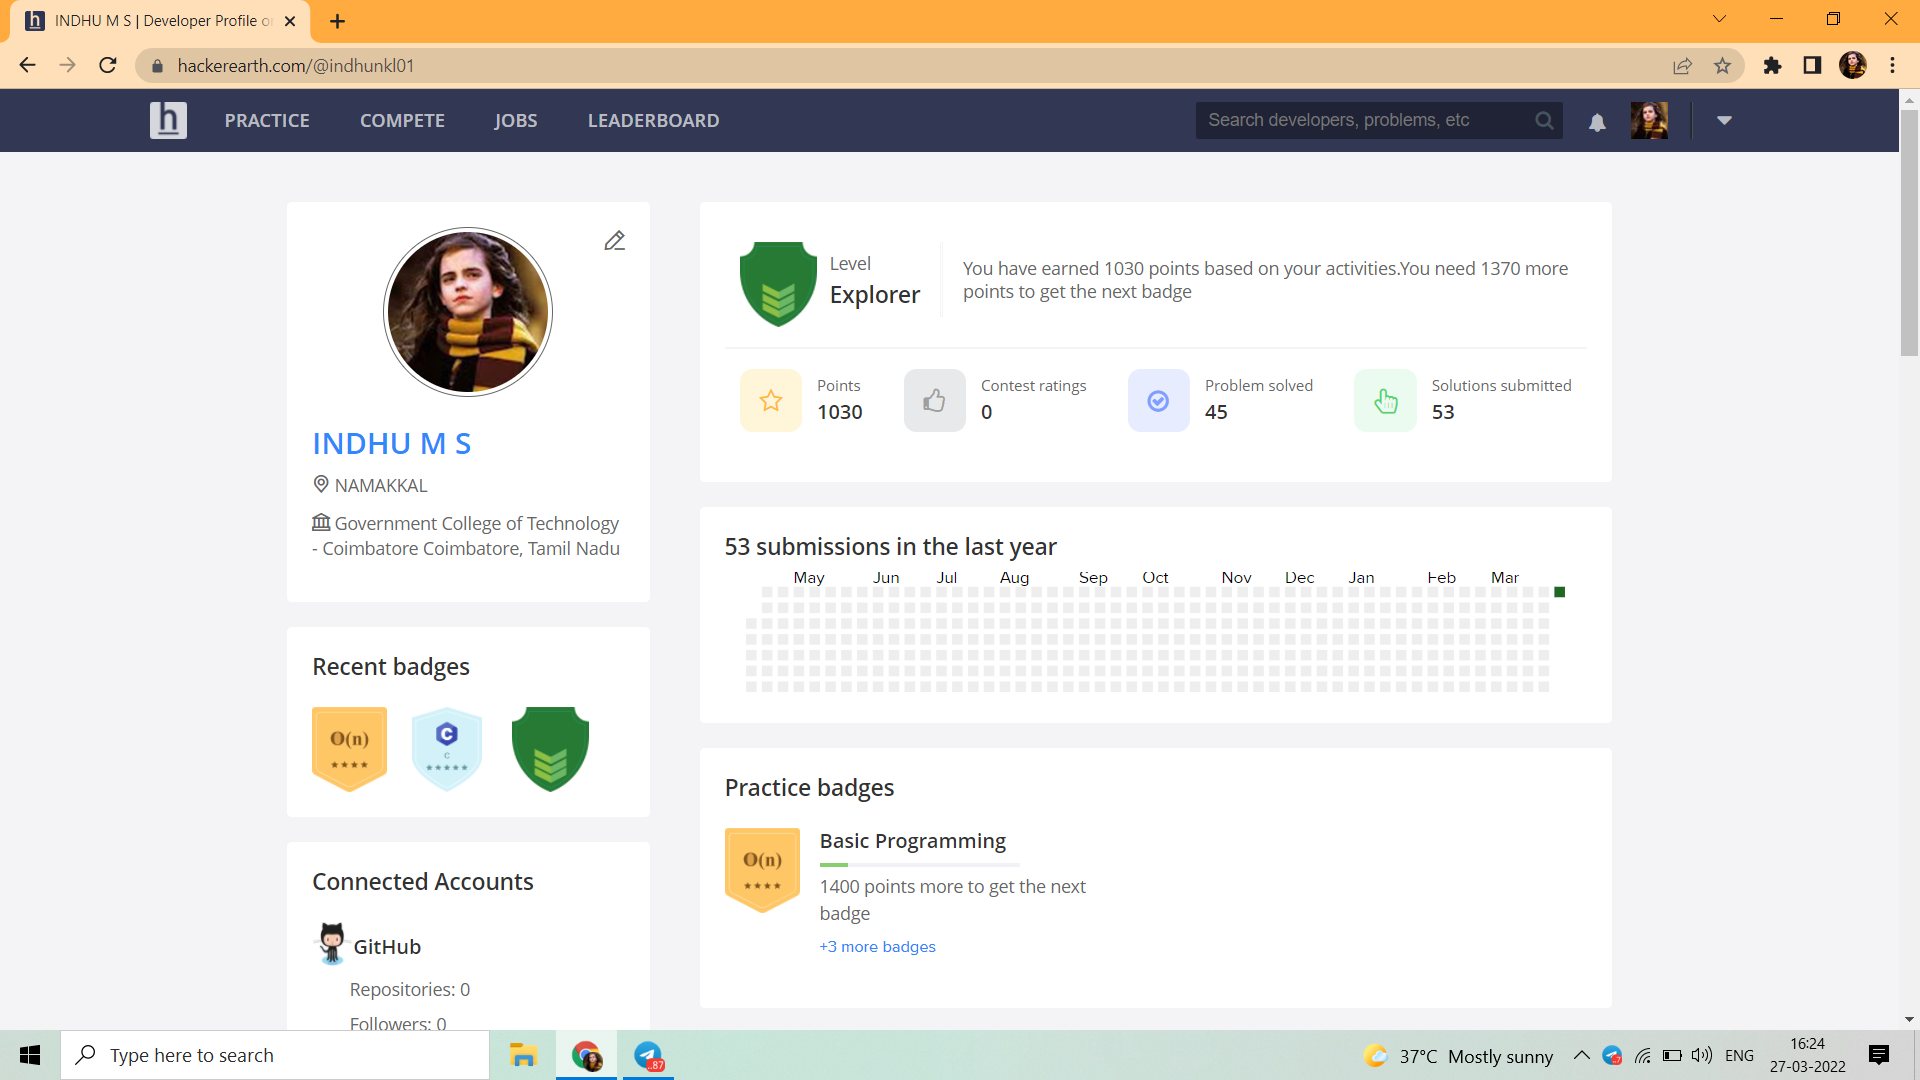 INDHU M S | Developer Profile o
hackerearth.com/@indhunkl01
h
PRACTICE COMPETE JOBS LEADERBOARD
Search developers, problems, etc
INDHU M S
NAMAKKAL
Government College of Technology
- Coimbatore Coimbatore, Tamil Nadu
Level
Explorer
You have earned 1030 points based on your activities.You need 1370 more
points to get the next badge
Points
1030
Contest ratings
0
Problem solved
45
Solutions submitted
53
53 submissions in the last year
May Jun Jul Aug Sep Oct Nov Dec Jan Feb Mar
Recent badges
O(n)
C
C
Practice badges
O(n)
Basic Programming
1400 points more to get the next
badge
+3 more badges
Connected Accounts
GitHub
Repositories: 0
Followers: 0
Type here to search
87
37°C Mostly sunny
ENG
16:24
27-03-2022